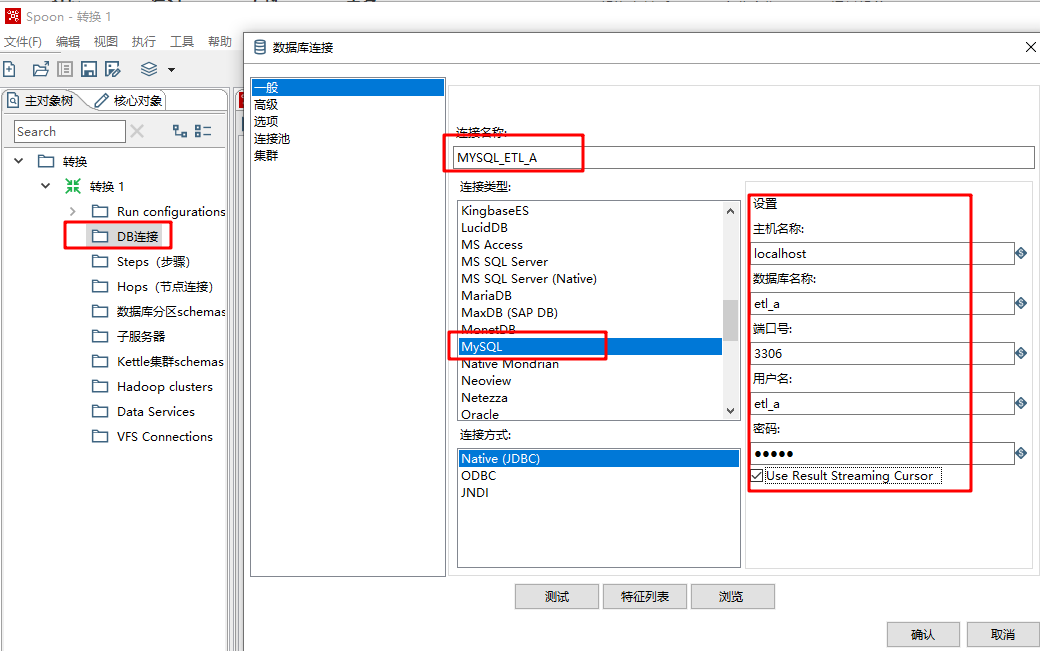 Spoon - 转换 1
文件(F) 编辑 视图 执行 工具 帮助
主对象树 核心对象
Search
转换
转换 1
Run configurations
DB连接
Steps（步骤）
Hops（节点连接）
数据库分区schemas
子服务器
Kettle集群schemas
Hadoop clusters
Data Services
VFS Connections
数据库连接
一般
高级
选项
连接池
集群
连接名称:
MYSQL_ETL_A
连接类型:
KingbaseES
LucidDB
MS Access
MS SQL Server
MS SQL Server (Native)
MariaDB
MaxDB (SAP DB)
MonetDB
MySQL
Native Mondrian
Neoview
Netezza
Oracle
连接方式:
Native (JDBC)
ODBC
JNDI
设置
主机名称:
localhost
数据库名称:
etl_a
端口号:
3306
用户名:
etl_a
密码:
●●●●●
Use Result Streaming Cursor
测试 特征列表 浏览
确认 取消